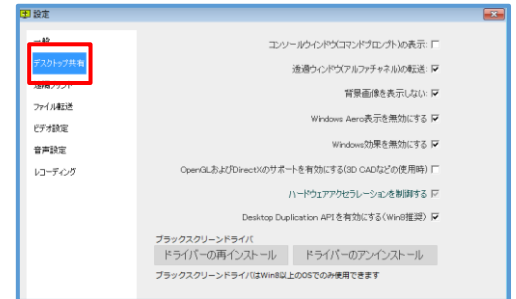 設定
一般
デスクトップ共有
ファイル転送
ビデオ設定
音声設定
レコーディング
コンソールウインドウ(コマンドプロンプト)の表示:
透過ウィンドウ(アルファチャネル)の転送:
背景画像を表示しない:
Windows Aero表示を無効にする
Windows効果を無効にする
OpenGLおよびDirectXのサポートを有効にする(3D CADなどの使用時)
ハードウェアアクセラレーションを制御する
Desktop Duplication APIを有効にする(Win8推奨)
ブラックスクリーンドライバ
ドライバーの再インストール
ドライバーのアンインストール
ブラックスクリーンドライバはWin8以上のOSでのみ使用できます